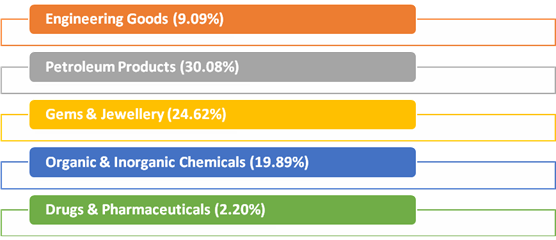 Engineering Goods (9.09%)
Petroleum Products (30.08%)
Gems & Jewellery (24.62%)
Organic & Inorganic Chemicals (19.89%)
Drugs & Pharmaceuticals (2.20%)